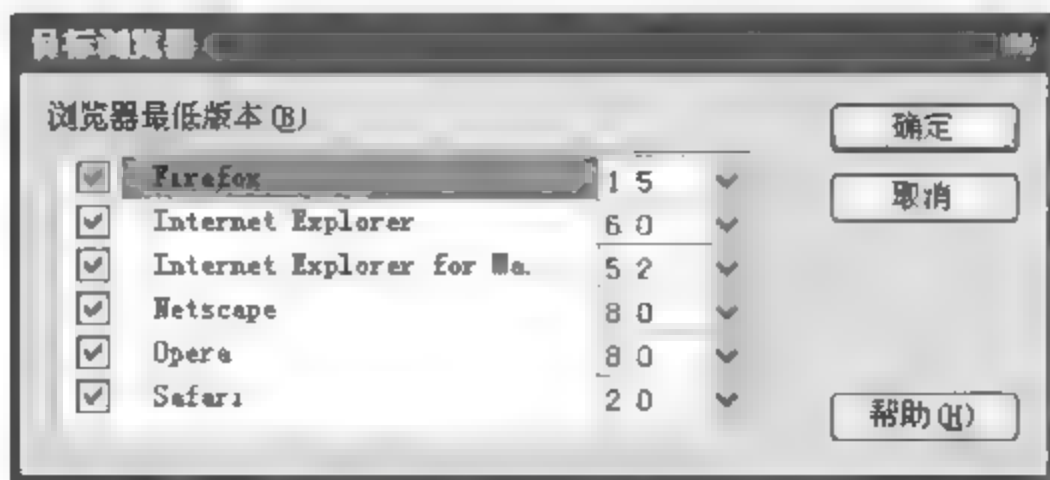 目标浏览器
浏览器最低版本(B)
确定
Firefox 1 5
取消
Internet Explorer 6 0
Internet Explorer for Ma.
5 2
Netscape 8 0
Opera 8 0
Safari 2 0
帮助(H)